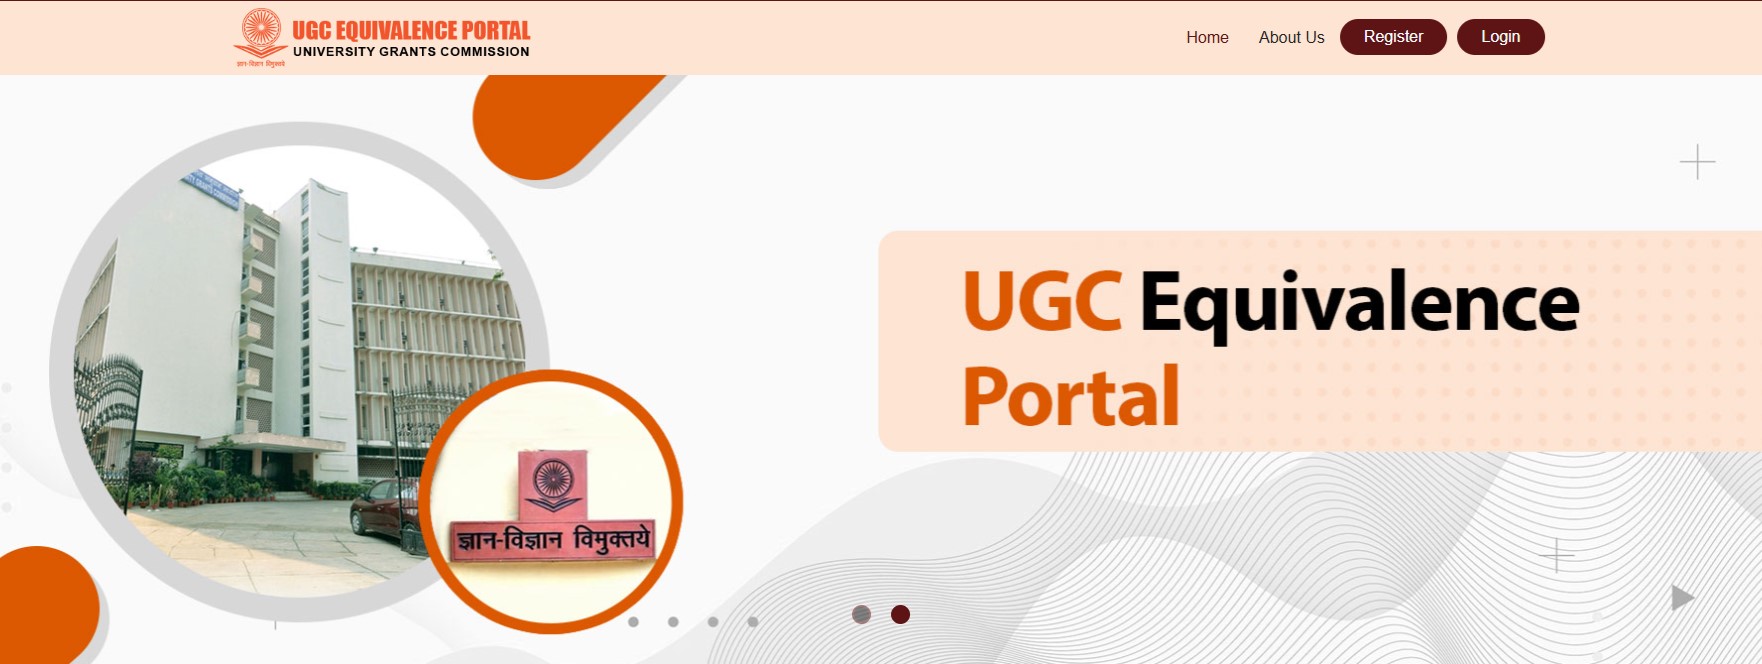 UGC EQUIVALENCE PORTAL
UNIVERSITY GRANTS COMMISSION
ज्ञान-विज्ञान विमुक्तये
Home
About Us
Register
Login
UGC Equivalence
Portal
ज्ञान-विज्ञान विमुक्तये